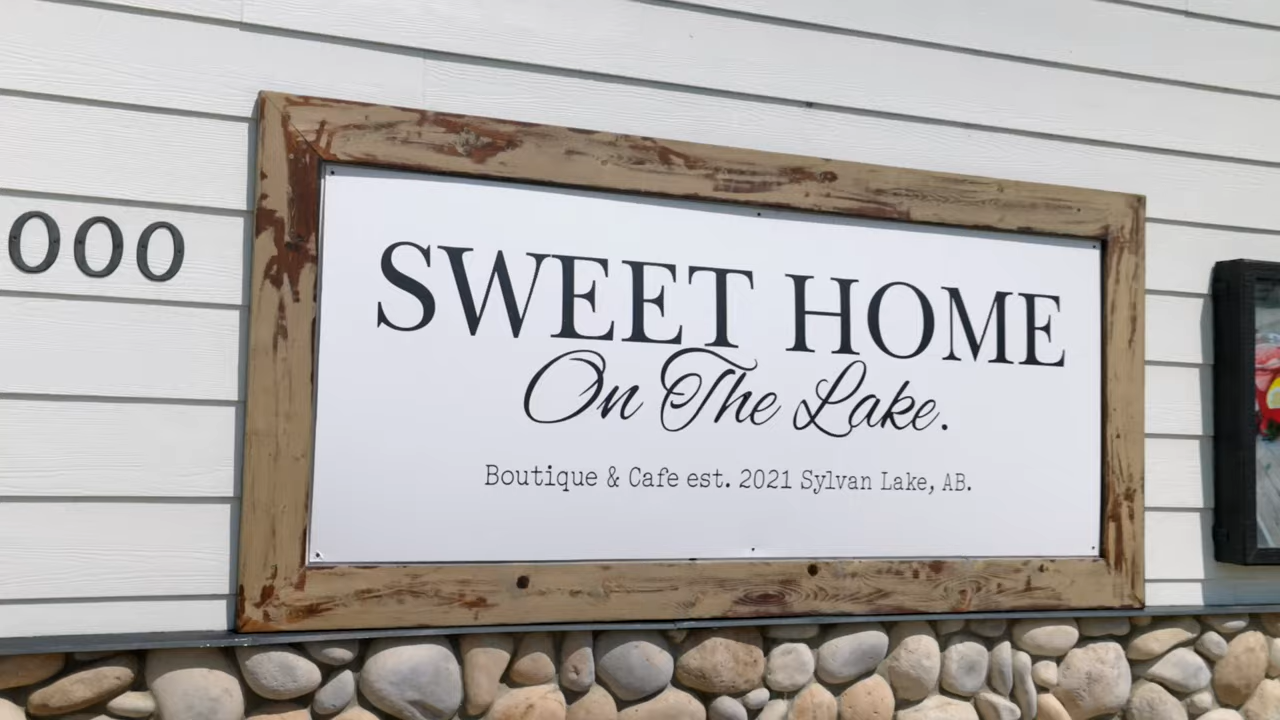 000
SWEET HOME
On The Lake.
Boutique & Cafe est. 2021 Sylvan Lake, AB.